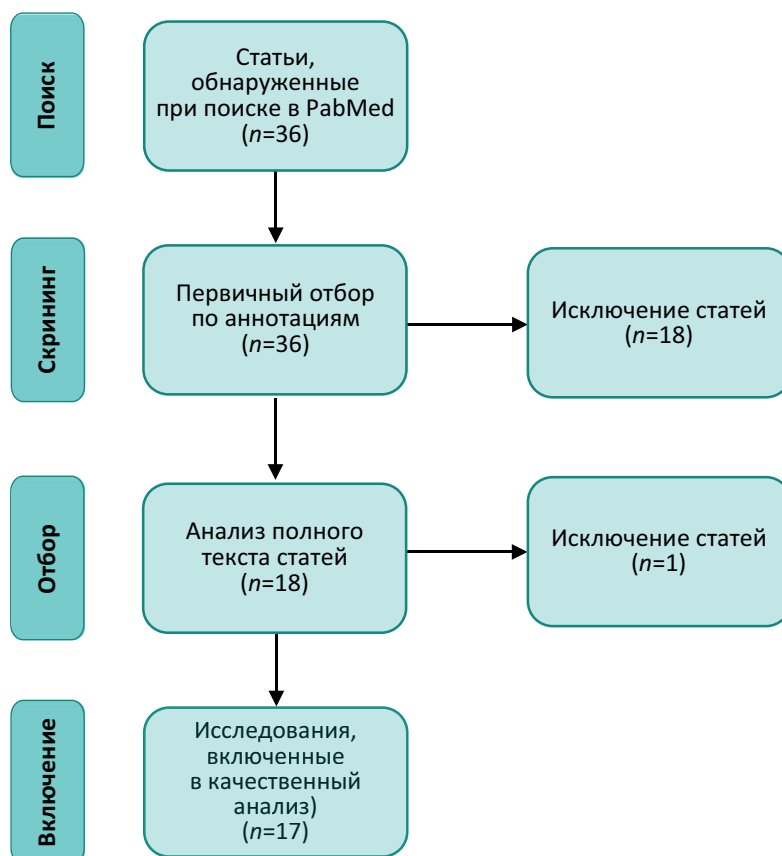 Поиск
Статьи,
обнаруженные
при поиске в PabMed
(n=36)
Скрининг
Первичный отбор
по аннотациям
(n=36)
Исключение статей
(n=18)
Отбор
Анализ полного
текста статей
(n=18)
Исключение статей
(n=1)
Включение
Исследования,
включенные
в качественный
анализ)
(n=17)